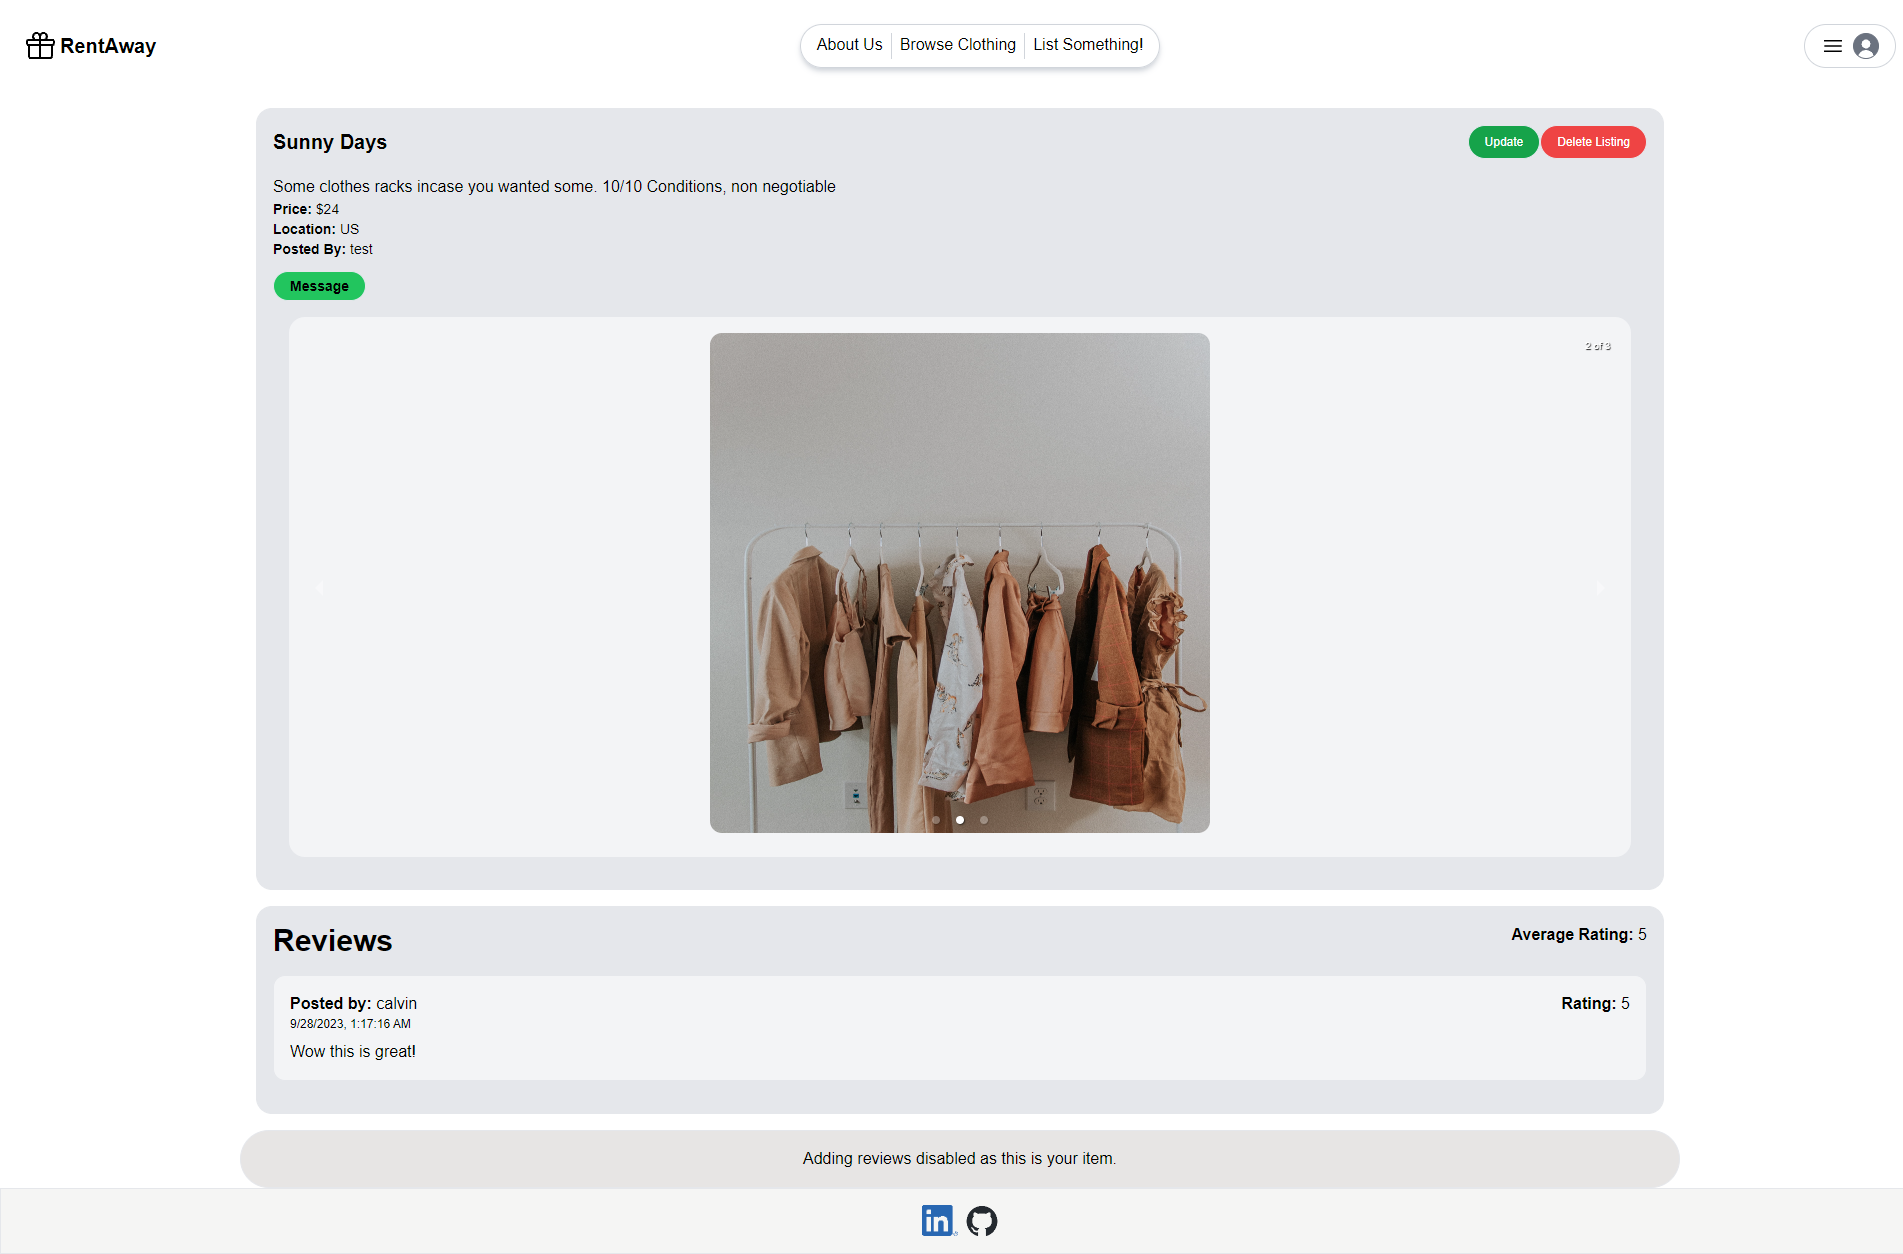 RentAway
About Us
Browse Clothing
List Something!
Sunny Days
Update
Delete Listing
Some clothes racks incase you wanted some. 10/10 Conditions, non negotiable
Price: $24
Location: US
Posted By: test
Message
2 of 3
Reviews
Average Rating: 5
Posted by: calvin
Rating: 5
9/28/2023, 1:17:16 AM
Wow this is great!
Adding reviews disabled as this is your item.
in